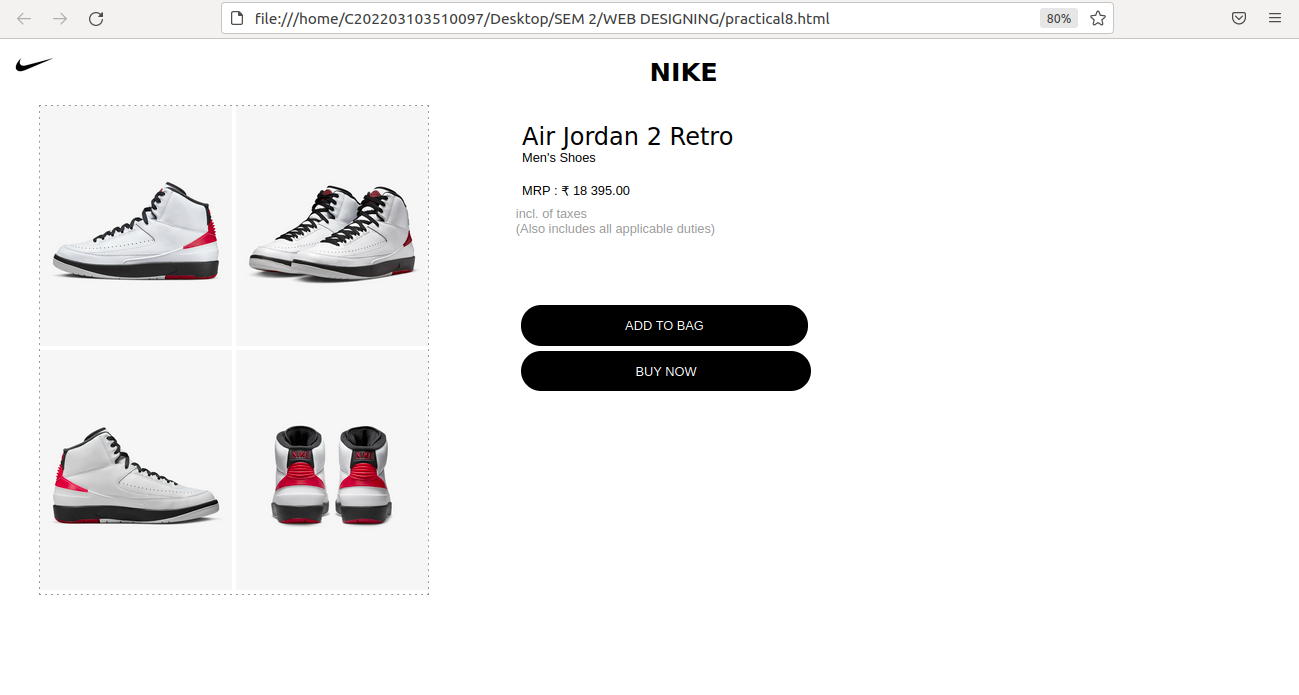 file:///home/C202203103510097/Desktop/SEM 2/WEB DESIGNING/practical8.html
80%
NIKE
Air Jordan 2 Retro
Men's Shoes
MRP : ₹ 18 395.00
incl. of taxes
(Also includes all applicable duties)
ADD TO BAG
BUY NOW